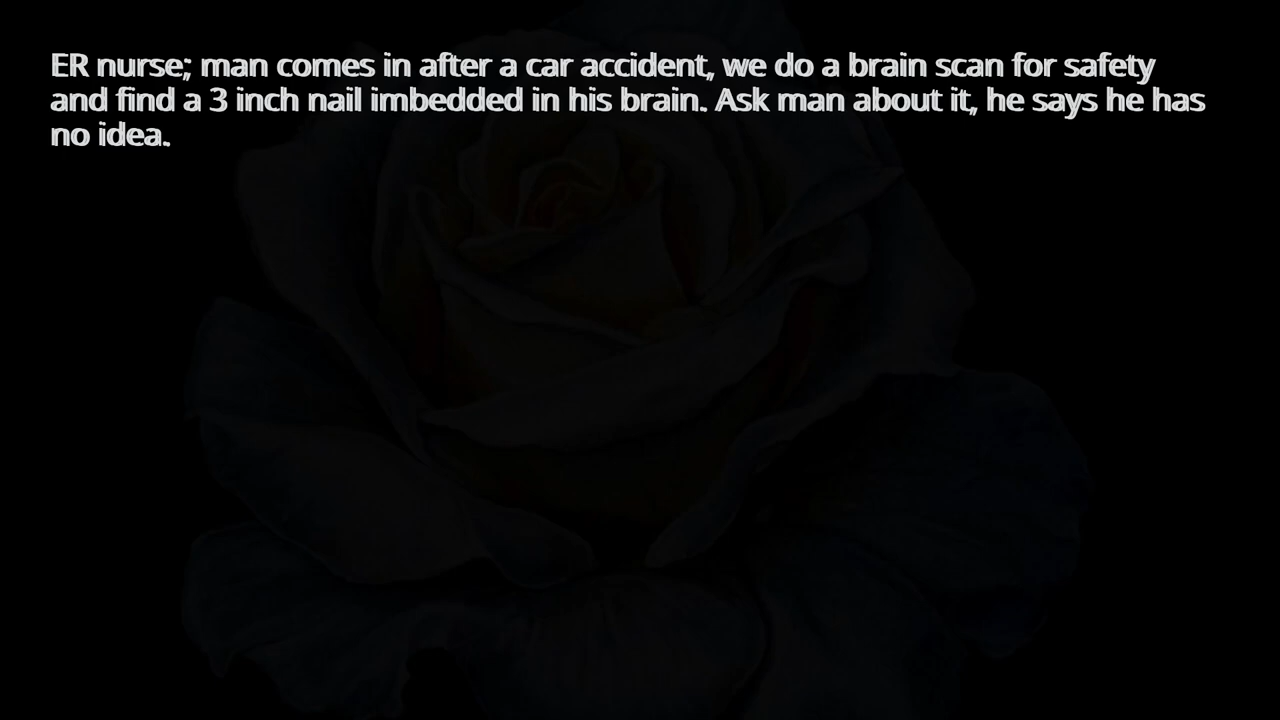 ER nurse; man comes in after a car accident, we do a brain scan for safety
and find a 3 inch nail imbedded in his brain. Ask man about it, he says he has
no idea.